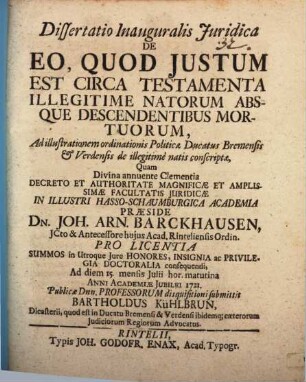 Dissertatio Inauguralis Juridica
DE
EO, QUOD JUSTUM
EST CIRCA TESTAMENTA
ILLEGITIME NATORUM ABS-
QUE DESCENDENTIBUS MOR-
TUORUM,
Ad illustrationem ordinationis Politicæ Ducatus Bremensis
& Verdensis de illegitimè natis conscripta,
Quam
Divina annuente Clementia
DECRETO ET AUTHORITATE MAGNIFICÆ ET AMPLIS-
SIMÆ FACULTATIS JURIDICÆ
IN ILLUSTRI HASSO-SCHAUMBURGICA ACADEMIA
PRÆSIDE
DN. JOH. ARN. BARCKHAUSEN,
JCto & Antecessore hujus Acad. Rinteliensis Ordin.
PRO LICENTIA
SUMMOS in Utroque Jure HONORES, INSIGNIA ac PRIVILE-
GIA DOCTORALIA consequendi,
Ad diem 15. mensis Julii hor. matutina
ANNI ACADEMIÆ JUBILÆI 1721.
Publicæ Dnn. PROFESSORUM disquisitioni submittit
BARTHOLDUS KüHLBRUN,
Dicasterii, quod est in Ducatu Bremensi & Verdensi ibidemq; exterorum
Judiciorum Regiorum Advocatus.
RINTELII,
Typis JOH. GODOFR. ENAX, Acad. Typogr.